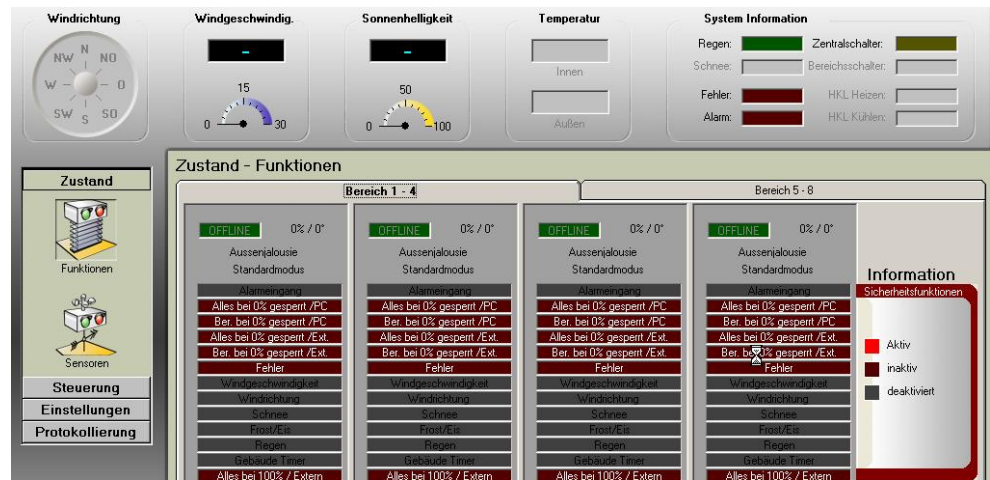 Windrichtung
Windgeschwindig.
Sonnenhelligkeit
Temperatur
System Information
N
NW
NO
W
O
SW
SO
S
-
-
15
0
30
50
0
100
Innen
Außen
Regen:
Zentralschalter:
Schnee:
Bereichsschalter:
Fehler:
HKL Heizen:
Alarm:
HKL Kühlen:
Zustand
Funktionen
Sensoren
Steuerung
Einstellungen
Protokollierung
Zustand - Funktionen
Bereich 1 - 4
Bereich 5 - 8
OFFLINE 0% / 0°
Aussenjalousie
Standardmodus
Alarmeingang
Alles bei 0% gesperrt /PC
Ber. bei 0% gesperrt /PC
Alles bei 0% gesperrt /Ext.
Ber. bei 0% gesperrt /Ext.
Fehler
Windgeschwindigkeit
Windrichtung
Schnee
Frost/Eis
Regen
Gebäude Timer
Alles bei 100% / Extern
OFFLINE 0% / 0°
Aussenjalousie
Standardmodus
Alarmeingang
Alles bei 0% gesperrt /PC
Ber. bei 0% gesperrt /PC
Alles bei 0% gesperrt /Ext.
Ber. bei 0% gesperrt /Ext.
Fehler
Windgeschwindigkeit
Windrichtung
Schnee
Frost/Eis
Regen
Gebäude Timer
Alles bei 100% / Extern
OFFLINE 0% / 0°
Aussenjalousie
Standardmodus
Alarmeingang
Alles bei 0% gesperrt /PC
Ber. bei 0% gesperrt /PC
Alles bei 0% gesperrt /Ext.
Ber. bei 0% gesperrt /Ext.
Fehler
Windgeschwindigkeit
Windrichtung
Schnee
Frost/Eis
Regen
Gebäude Timer
Alles bei 100% / Extern
OFFLINE 0% / 0°
Aussenjalousie
Standardmodus
Alarmeingang
Alles bei 0% gesperrt /PC
Ber. bei 0% gesperrt /PC
Alles bei 0% gesperrt /Ext.
Ber. bei 0% gesperrt /Ext.
Fehler
Windgeschwindigkeit
Windrichtung
Schnee
Frost/Eis
Regen
Gebäude Timer
Alles bei 100% / Extern
Information
Sicherheitsfunktionen
Aktiv
inaktiv
deaktiviert